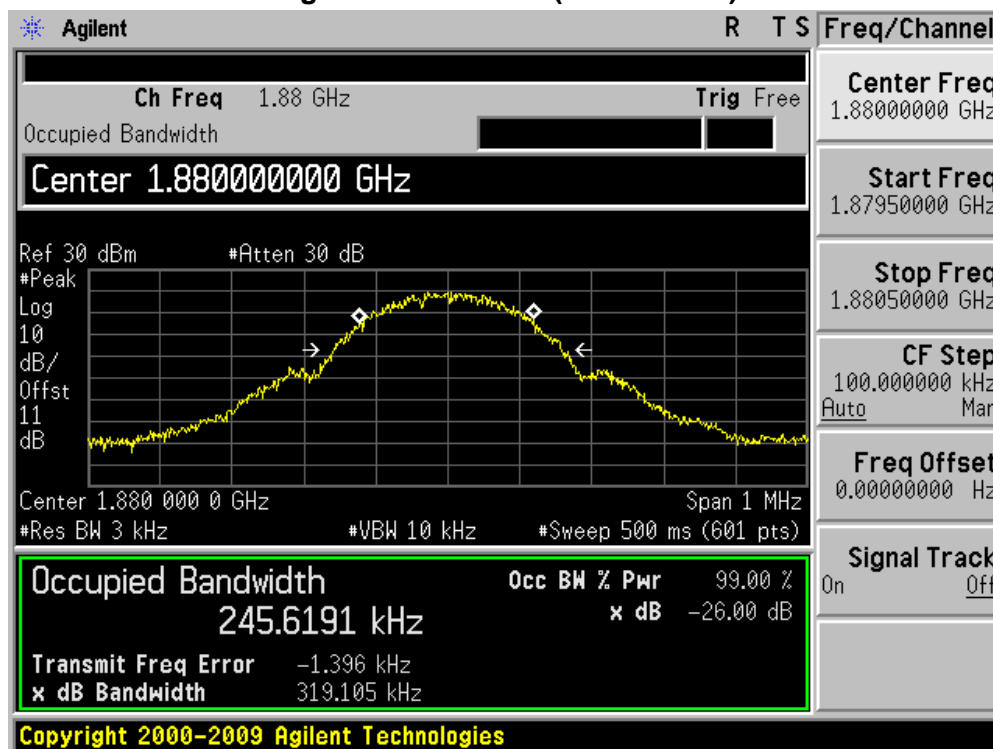 Agilent R T S Freq/Channel
Ch Freq 1.88 GHz Trig Free
Occupied Bandwidth
Center 1.880000000 GHz
Ref 30 dBm #Atten 30 dB
#Peak
Log
10
dB/
Offst
11
dB
Center 1.880 000 0 GHz Span 1 MHz
#Res BW 3 kHz #VBW 10 kHz #Sweep 500 ms (601 pts)
Occupied Bandwidth Occ BW % Pwr 99.00 %
245.6191 kHz x dB -26.00 dB
Transmit Freq Error -1.396 kHz
x dB Bandwidth 319.105 kHz
Center Freq
1.88000000 GHz
Start Freq
1.87950000 GHz
Stop Freq
1.88050000 GHz
CF Step
100.000000 kHz
Auto Man
Freq Offset
0.00000000 Hz
Signal Track
On Off
Copyright 2000-2009 Agilent Technologies